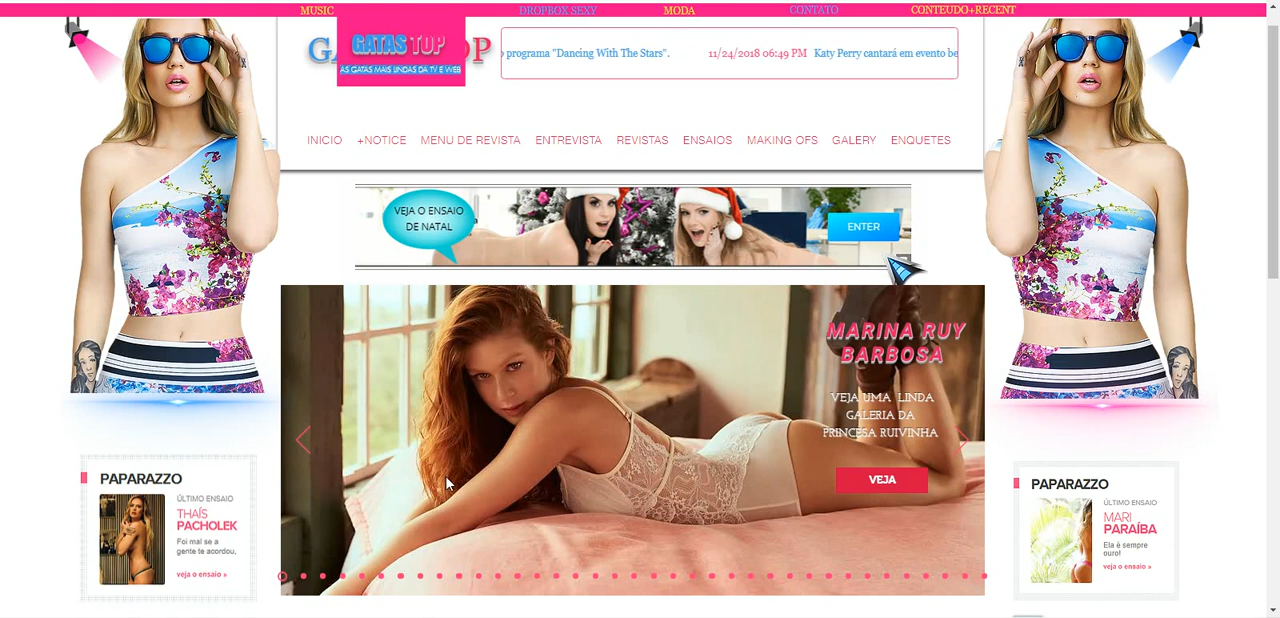 MUSIC DROPBOX SEXY MODA CONTATO CONTEUDO+RECENT
GATAS TOP
AS GATAS MAIS LINDAS DA TV E WEB
programa "Dancing With The Stars". 11/24/2018 06:49 PM Katy Perry cantará em evento be
INICIO +NOTICE MENU DE REVISTA ENTREVISTA REVISTAS ENSAIOS MAKING OFS GALERY ENQUETES
VEJA O ENSAIO
DE NATAL
ENTER
MARINA RUY
BARBOSA
VEJA UMA LINDA
GALERIA DA
PRINCESA RUIVINHA
VEJA
PAPARAZZO
ÚLTIMO ENSAIO
THAÍS
PACHOLEK
Foi mal se a
gente te acordou,
veja o ensaio »
PAPARAZZO
ÚLTIMO ENSAIO
MARI
PARAÍBA
Ela è sempre
ouro!
veja o ensaio »